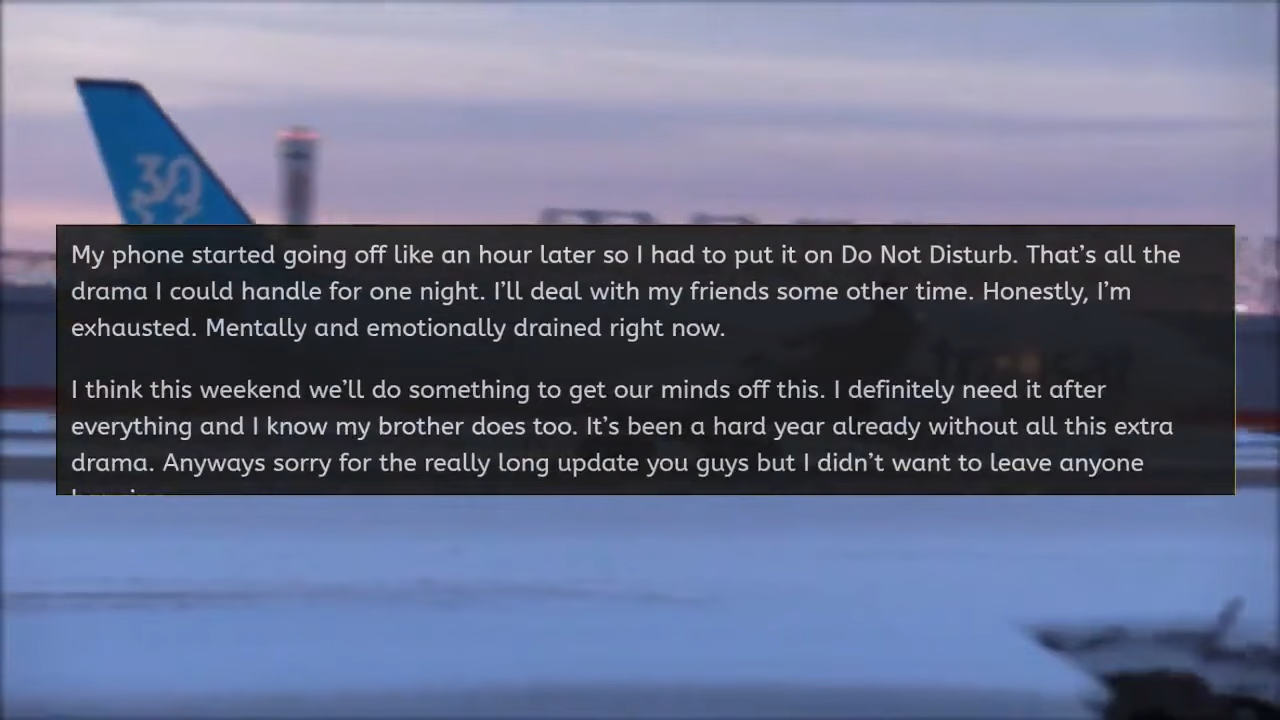 30
My phone started going off like an hour later so I had to put it on Do Not Disturb. That's all the
drama I could handle for one night. I'll deal with my friends some other time. Honestly, I'm
exhausted. Mentally and emotionally drained right now.
I think this weekend we'll do something to get our minds off this. I definitely need it after
everything and I know my brother does too. It's been a hard year already without all this extra
drama. Anyways sorry for the really long update you guys but I didn't want to leave anyone